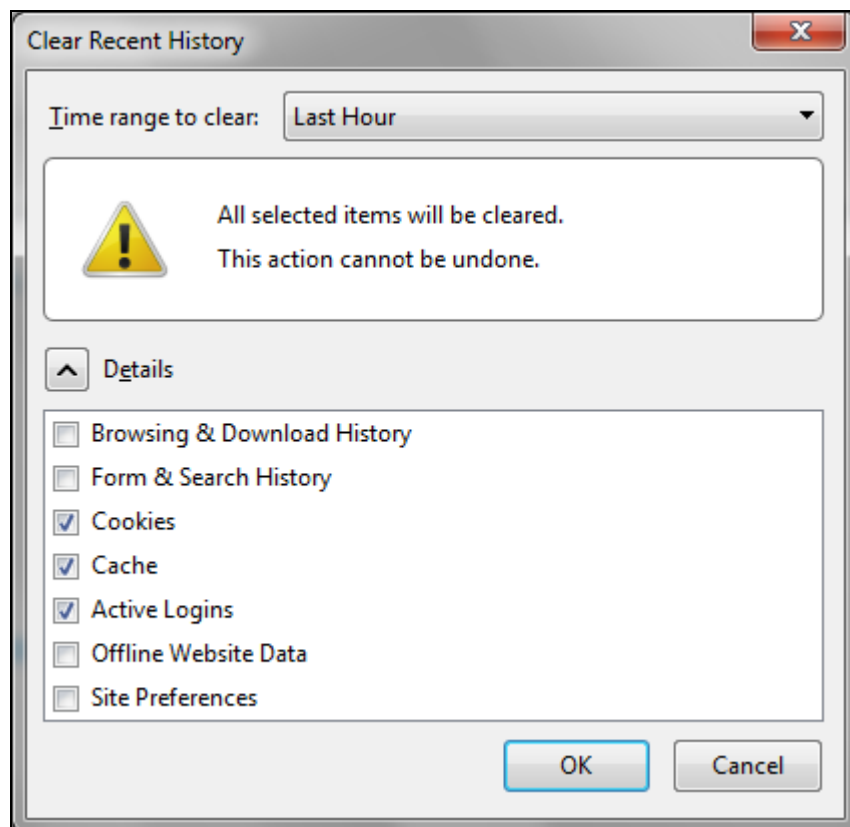 Clear Recent History
Time range to clear: Last Hour
All selected items will be cleared.
This action cannot be undone.
Details
Browsing & Download History
Form & Search History
Cookies
Cache
Active Logins
Offline Website Data
Site Preferences
OK Cancel